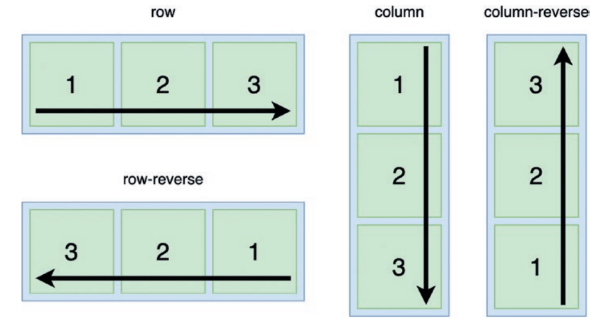 row
1 2 3
row-reverse
3 2 1
column
1
2
3
column-reverse
3
2
1